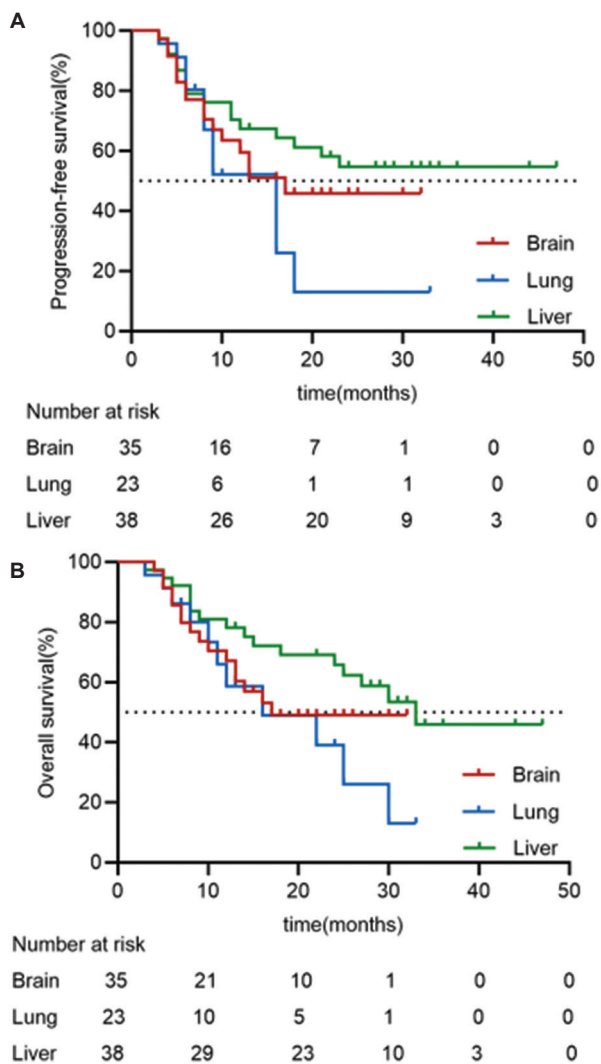 A
Progression-free survival(%)
100
80
60
40
20
0
Brain
Lung
Liver
0 10 20 30 40 50
time(months)
Number at risk
Brain 35 16 7 1 0 0
Lung 23 6 1 1 0 0
Liver 38 26 20 9 3 0
B
Overall survival(%)
100
80
60
40
20
0
Brain
Lung
Liver
0 10 20 30 40 50
time(months)
Number at risk
Brain 35 21 10 1 0 0
Lung 23 10 5 1 0 0
Liver 38 29 23 10 3 0